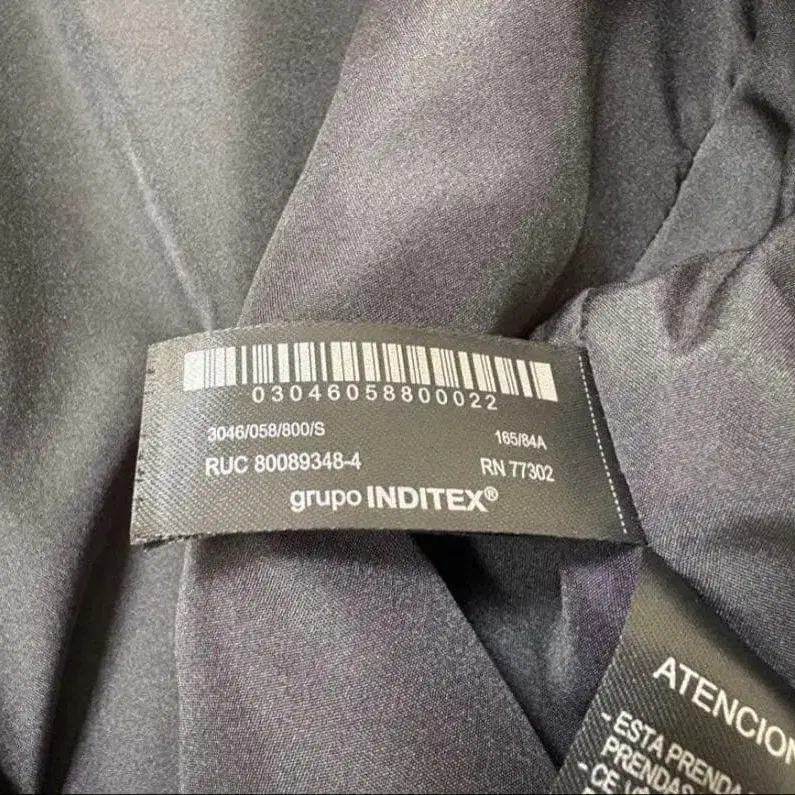 03046058800022
3046/058/800/S 165/84A
RUC 80089348-4 RN 77302
grupo INDITEX®
ATENCION
- ESTA PRENDA
PRENDAS
- CE